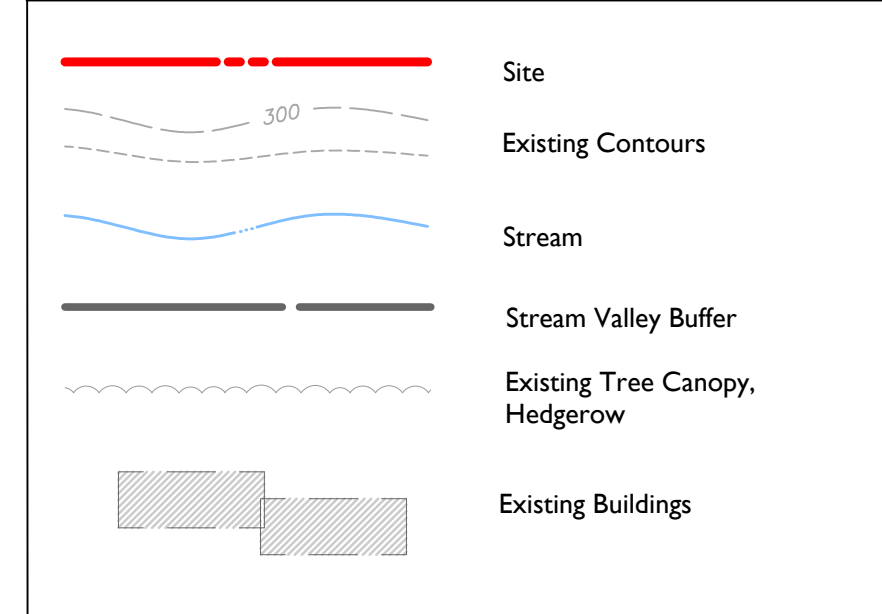 Site
300
Existing Contours
Stream
Stream Valley Buffer
Existing Tree Canopy,
Hedgerow
Existing Buildings